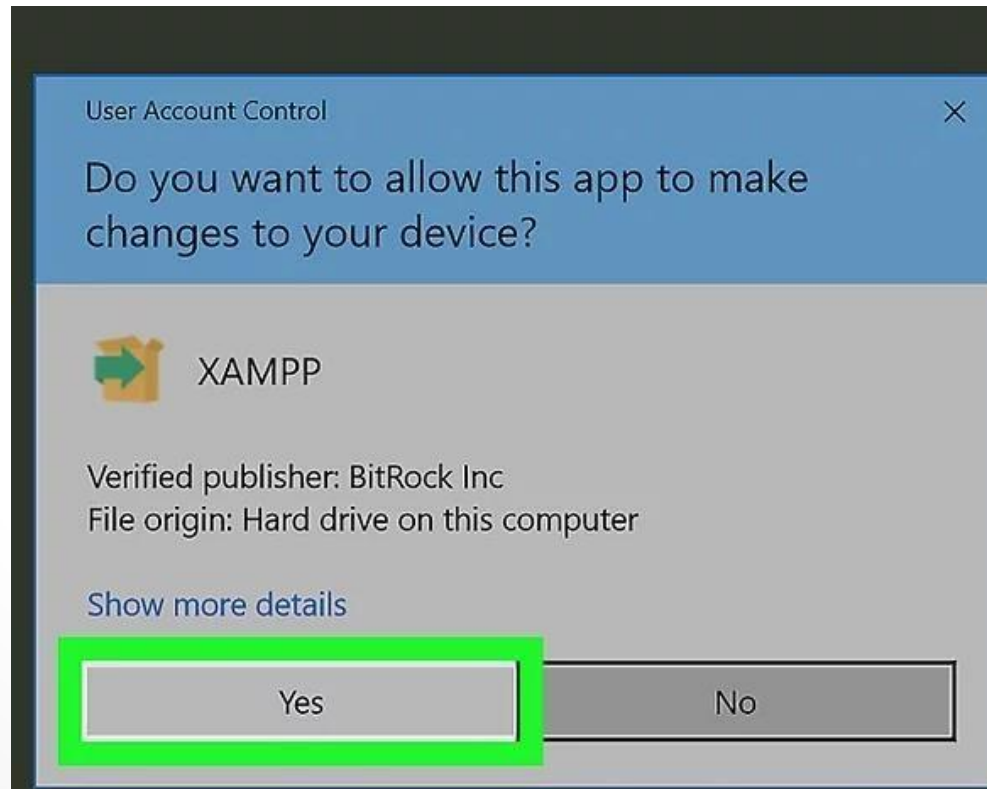 User Account Control
Do you want to allow this app to make
changes to your device?
XAMPP
Verified publisher: BitRock Inc
File origin: Hard drive on this computer
Show more details
Yes
No